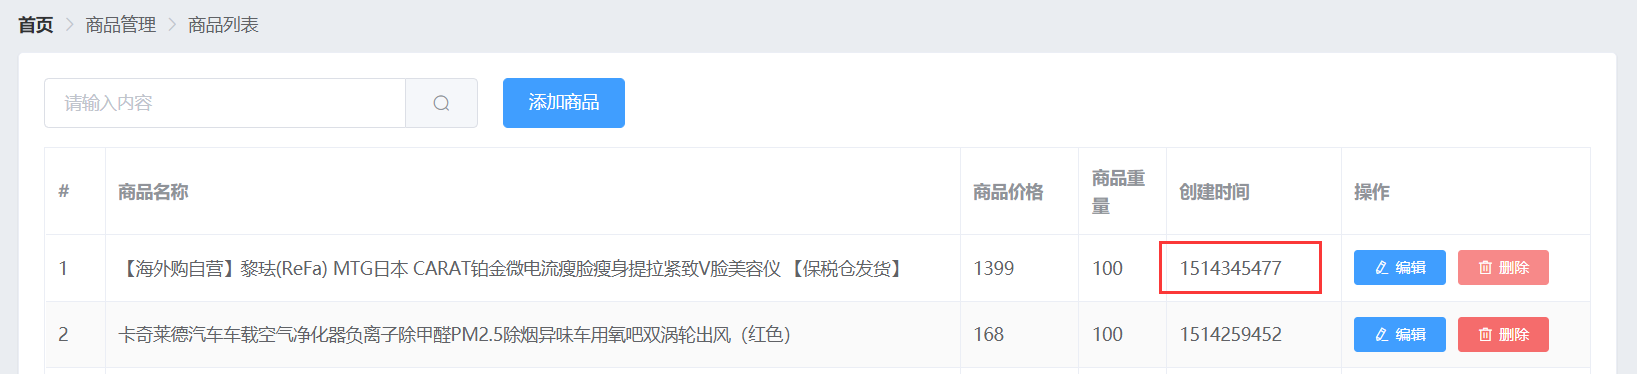 首页 > 商品管理 > 商品列表
请输入内容 添加商品
# 商品名称 商品价格 商品重量 创建时间 操作
1 【海外购自营】黎珐(ReFa) MTG日本 CARAT铂金微电流瘦脸瘦身提拉紧致V脸美容仪 【保税仓发货】 1399 100 1514345477 编辑 删除
2 卡奇莱德汽车车载空气净化器负离子除甲醛PM2.5除烟异味车用氧吧双涡轮出风（红色） 168 100 1514259452 编辑 删除